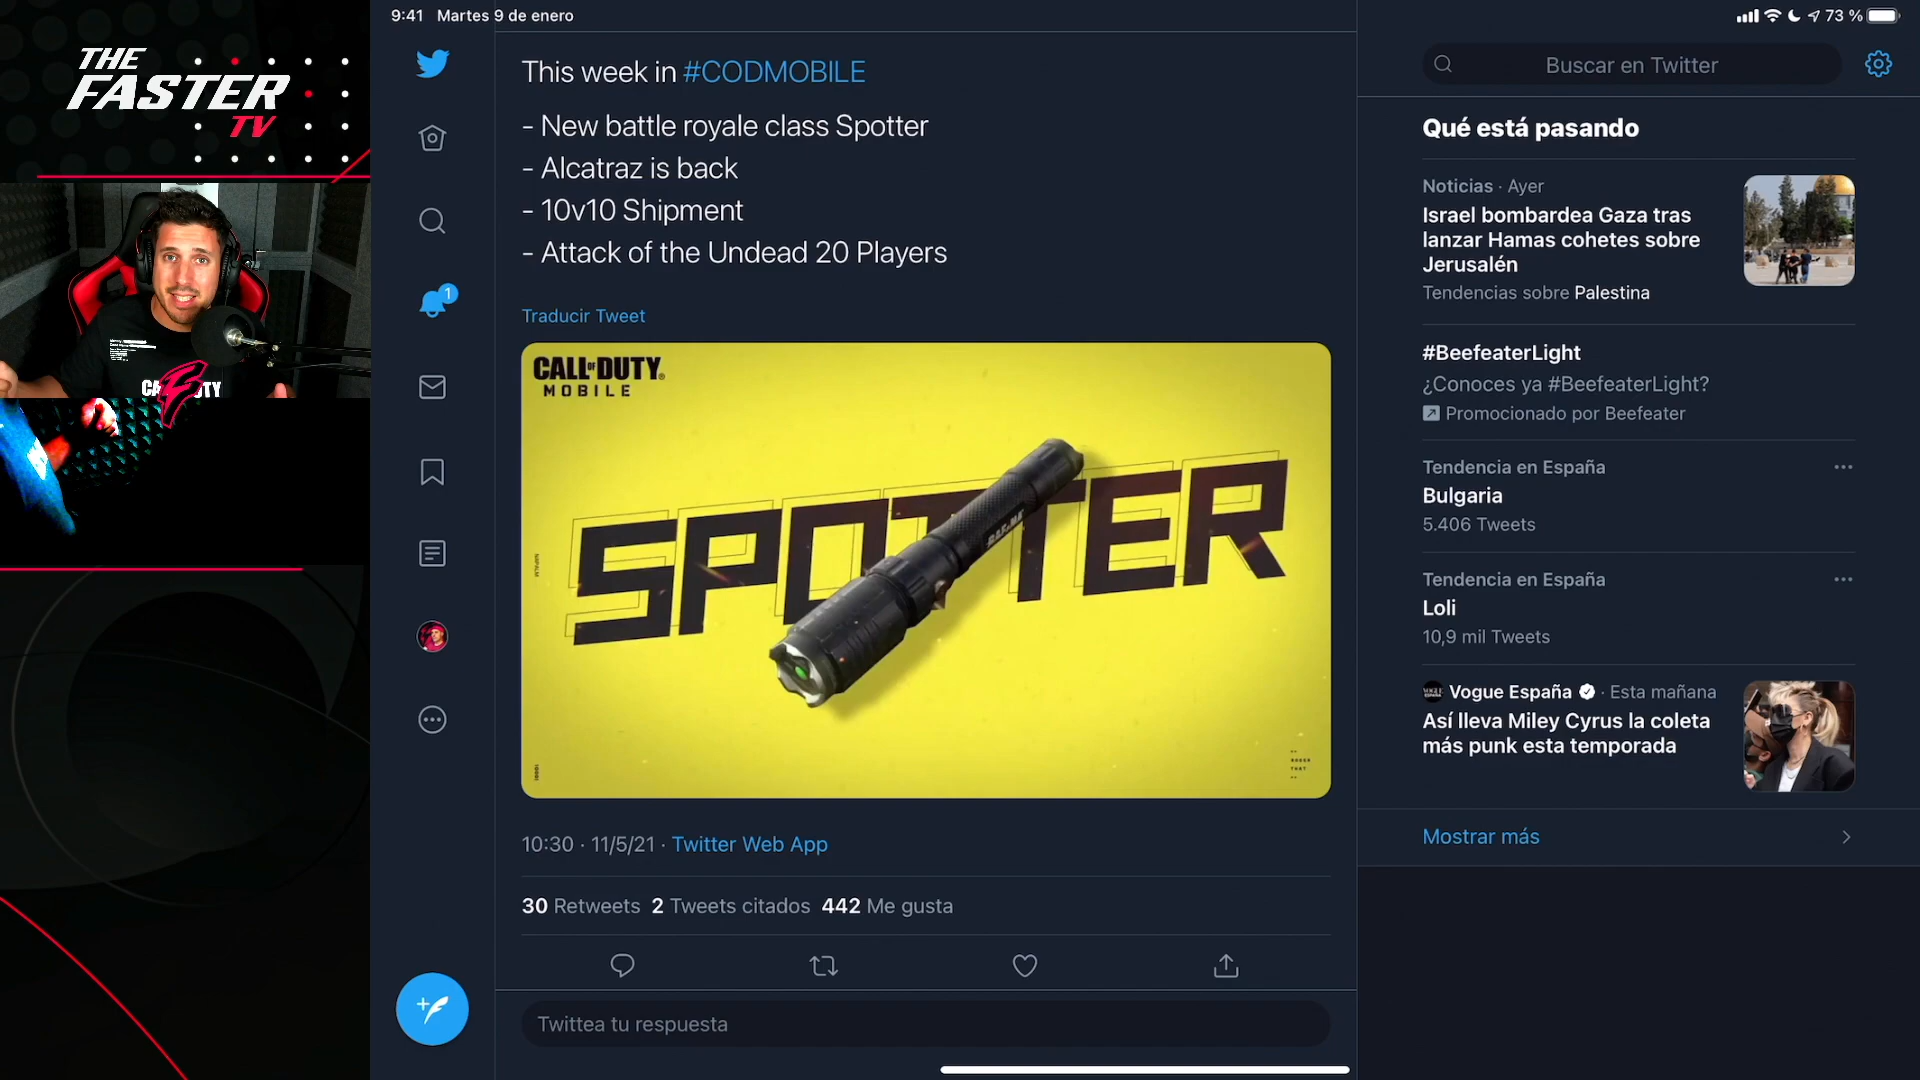 THE
FASTER
TV
CALL OF DUTY
9:41 Martes 9 de enero
73 %
This week in #CODMOBILE
- New battle royale class Spotter
- Alcatraz is back
- 10v10 Shipment
- Attack of the Undead 20 Players
Traducir Tweet
CALL OF DUTY®
MOBILE
SPOTTER
10:30 · 11/5/21 · Twitter Web App
30 Retweets 2 Tweets citados 442 Me gusta
Twittea tu respuesta
1
Buscar en Twitter
Qué está pasando
Noticias · Ayer
Israel bombardea Gaza tras
lanzar Hamas cohetes sobre
Jerusalén
Tendencias sobre Palestina
#BeefeaterLight
¿Conoces ya #BeefeaterLight?
Promocionado por Beefeater
Tendencia en España
Bulgaria
5.406 Tweets
Tendencia en España
Loli
10,9 mil Tweets
Vogue España · Esta mañana
Así lleva Miley Cyrus la coleta
más punk esta temporada
Mostrar más